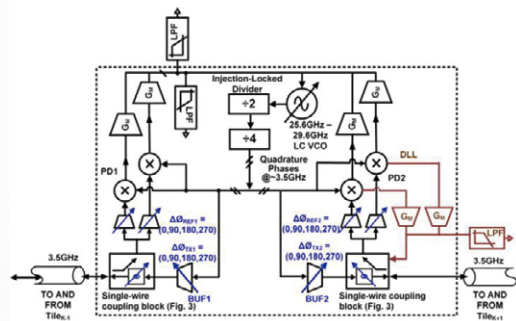 LPF
LPF
Injection-Locked
Divider
÷2
÷4
25.6GHz –
29.6GHz
LC VCO
Quadrature
Phases
@~3.5GHz
GM
GM
GM
GM
PD1
PD2
DLL
GM
GM
LPF
ΔØREF1 =
(0,90,180,270)
ΔØTX1 =
(0,90,180,270)
ΔØREF2 =
(0,90,180,270)
ΔØTX2 =
(0,90,180,270)
3.5GHz
TO AND
FROM
TileK-1
Single-wire
coupling block (Fig. 3)
BUF1
BUF2
Single-wire
coupling block (Fig. 3)
3.5GHz
TO AND
FROM
TileK+1